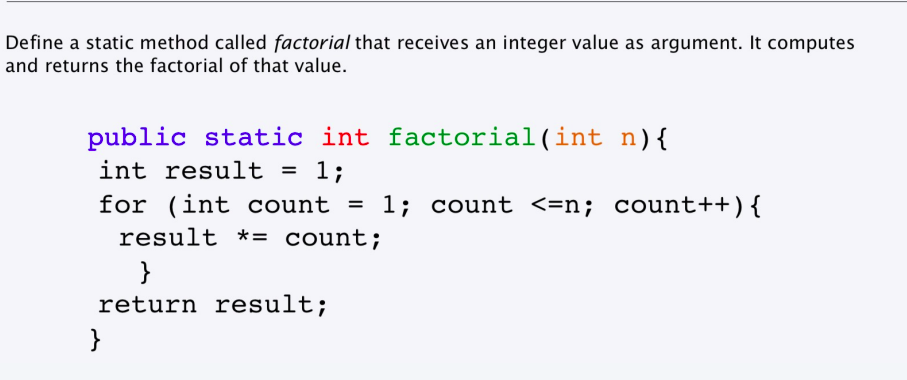 Define a static method called factorial that receives an integer value as argument. It computes
and returns the factorial of that value.
public static int factorial(int n){
int result = 1;
for (int count = 1; count <=n; count++){
result *= count;
}
return result;
}